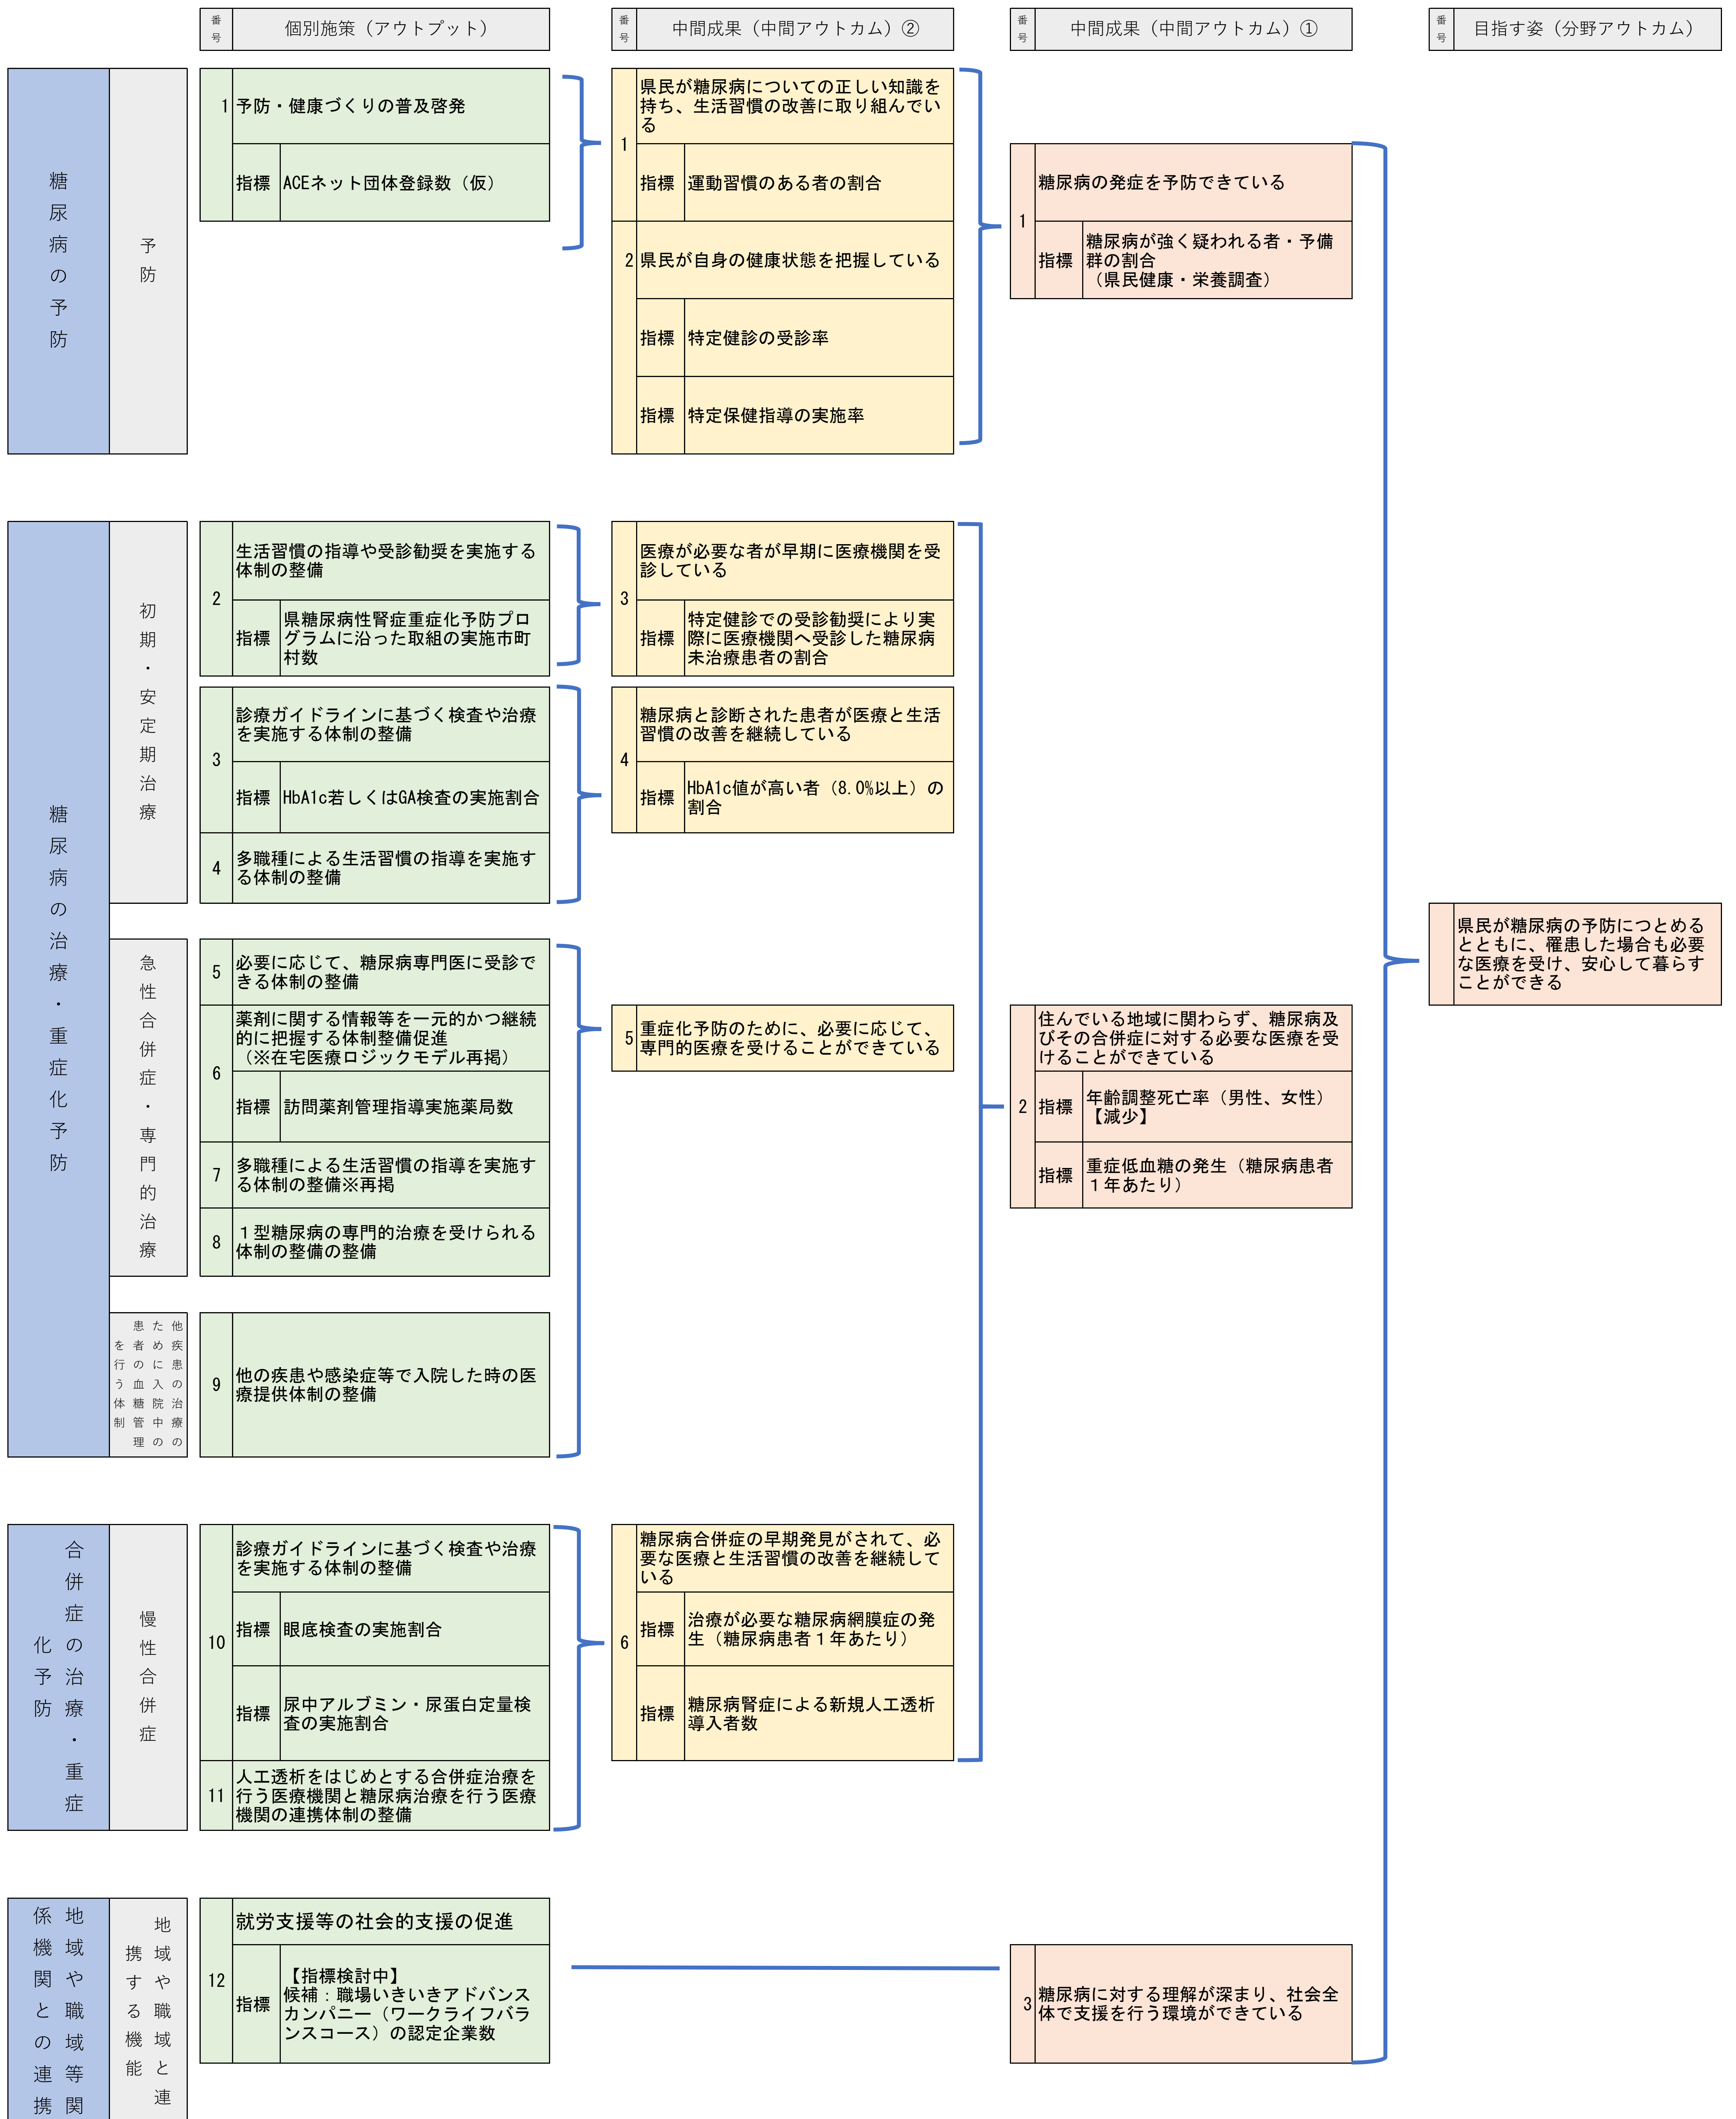 番号
個別施策（アウトプット）
番号
中間成果（中間アウトカム）②
番号
中間成果（中間アウトカム）①
番号
目指す姿（分野アウトカム）
糖尿病の予防
予防
1
予防・健康づくりの普及啓発
指標
ACEネット団体登録数（仮）
1
県民が糖尿病についての正しい知識を
持ち、生活習慣の改善に取り組んでい
る
指標
運動習慣のある者の割合
2
県民が自身の健康状態を把握している
指標
特定健診の受診率
指標
特定保健指導の実施率
1
糖尿病の発症を予防できている
指標
糖尿病が強く疑われる者・予備
群の割合
（県民健康・栄養調査）
糖尿病の治療・重症化予防
初期・安定期治療
2
生活習慣の指導や受診勧奨を実施する
体制の整備
指標
県糖尿病性腎症重症化予防プロ
グラムに沿った取組の実施市町
村数
3
医療が必要な者が早期に医療機関を受
診している
指標
特定健診での受診勧奨により実
際に医療機関へ受診した糖尿病
未治療患者の割合
3
診療ガイドラインに基づく検査や治療
を実施する体制の整備
指標
HbA1c若しくはGA検査の実施割合
4
多職種による生活習慣の指導を実施す
る体制の整備
4
糖尿病と診断された患者が医療と生活
習慣の改善を継続している
指標
HbA1c値が高い者（8.0%以上）の
割合
急性合併症・専門的治療
5
必要に応じて、糖尿病専門医に受診で
きる体制の整備
6
薬剤に関する情報等を一元的かつ継続
的に把握する体制整備促進
（※在宅医療ロジックモデル再掲）
指標
訪問薬剤管理指導実施薬局数
7
多職種による生活習慣の指導を実施す
る体制の整備※再掲
8
１型糖尿病の専門的治療を受けられる
体制の整備の整備
5
重症化予防のために、必要に応じて、
専門的医療を受けることができている
2
住んでいる地域に関わらず、糖尿病及
びその合併症に対する必要な医療を受
けることができている
指標
年齢調整死亡率（男性、女性）
【減少】
指標
重症低血糖の発生（糖尿病患者
１年あたり）
県民が糖尿病の予防につとめる
とともに、罹患した場合も必要
な医療を受け、安心して暮らす
ことができる
他疾患の治療の
ために入院中の
患者の血糖管理
を行う体制
9
他の疾患や感染症等で入院した時の医
療提供体制の整備
合併症の治療・重症
化予防
慢性合併症
10
診療ガイドラインに基づく検査や治療
を実施する体制の整備
指標
眼底検査の実施割合
指標
尿中アルブミン・尿蛋白定量検
査の実施割合
11
人工透析をはじめとする合併症治療を
行う医療機関と糖尿病治療を行う医療
機関の連携体制の整備
6
糖尿病合併症の早期発見がされて、必
要な医療と生活習慣の改善を継続して
いる
指標
治療が必要な糖尿病網膜症の発
生（糖尿病患者１年あたり）
指標
糖尿病腎症による新規人工透析
導入者数
地域や職域等関
係機関との連携
地域や職域と連
携する機能
12
就労支援等の社会的支援の促進
指標
【指標検討中】
候補：職場いきいきアドバンス
カンパニー（ワークライフバラ
ンスコース）の認定企業数
3
糖尿病に対する理解が深まり、社会全
体で支援を行う環境ができている